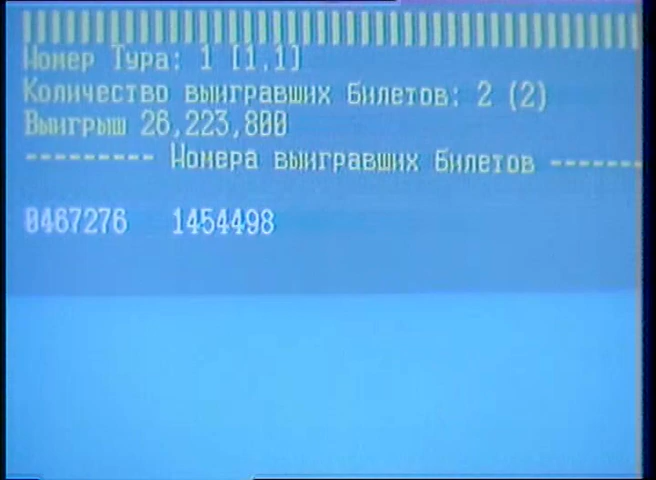 Номер Тура: 1 [1.1]
Количество выигравших билетов: 2 (2)
Выигрыш 26,223,800
--------- Номера выигравших билетов ------
0467276 1454498